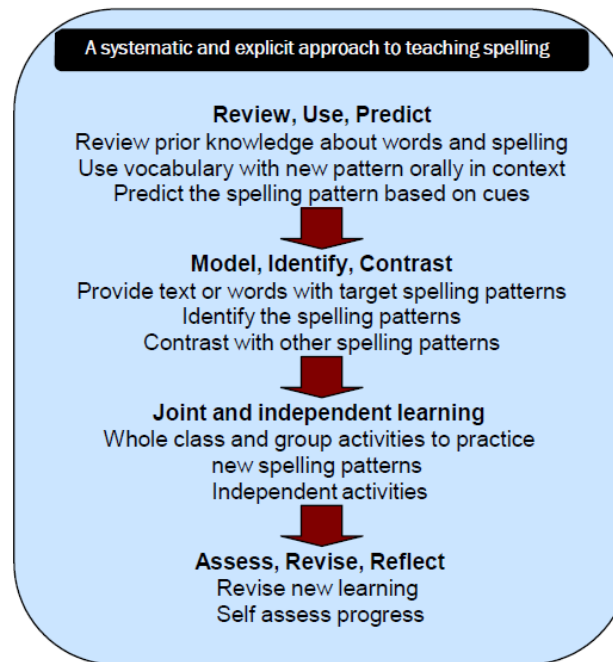 A systematic and explicit approach to teaching spelling
Review, Use, Predict
Review prior knowledge about words and spelling
Use vocabulary with new pattern orally in context
Predict the spelling pattern based on cues
Model, Identify, Contrast
Provide text or words with target spelling patterns
Identify the spelling patterns
Contrast with other spelling patterns
Joint and independent learning
Whole class and group activities to practice
new spelling patterns
Independent activities
Assess, Revise, Reflect
Revise new learning
Self assess progress